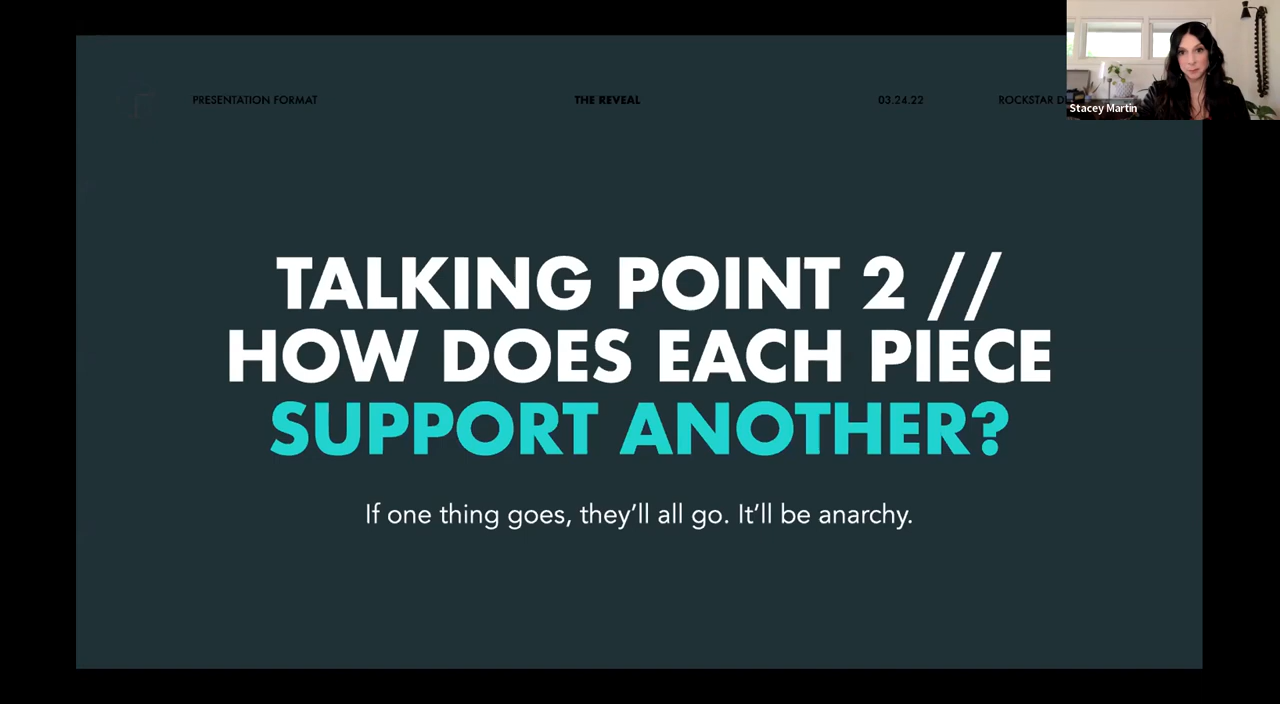 PRESENTATION FORMAT
THE REVEAL
03.24.22
ROCKSTAR
Stacey Martin
TALKING POINT 2 //
HOW DOES EACH PIECE
SUPPORT ANOTHER?
If one thing goes, they’ll all go. It’ll be anarchy.